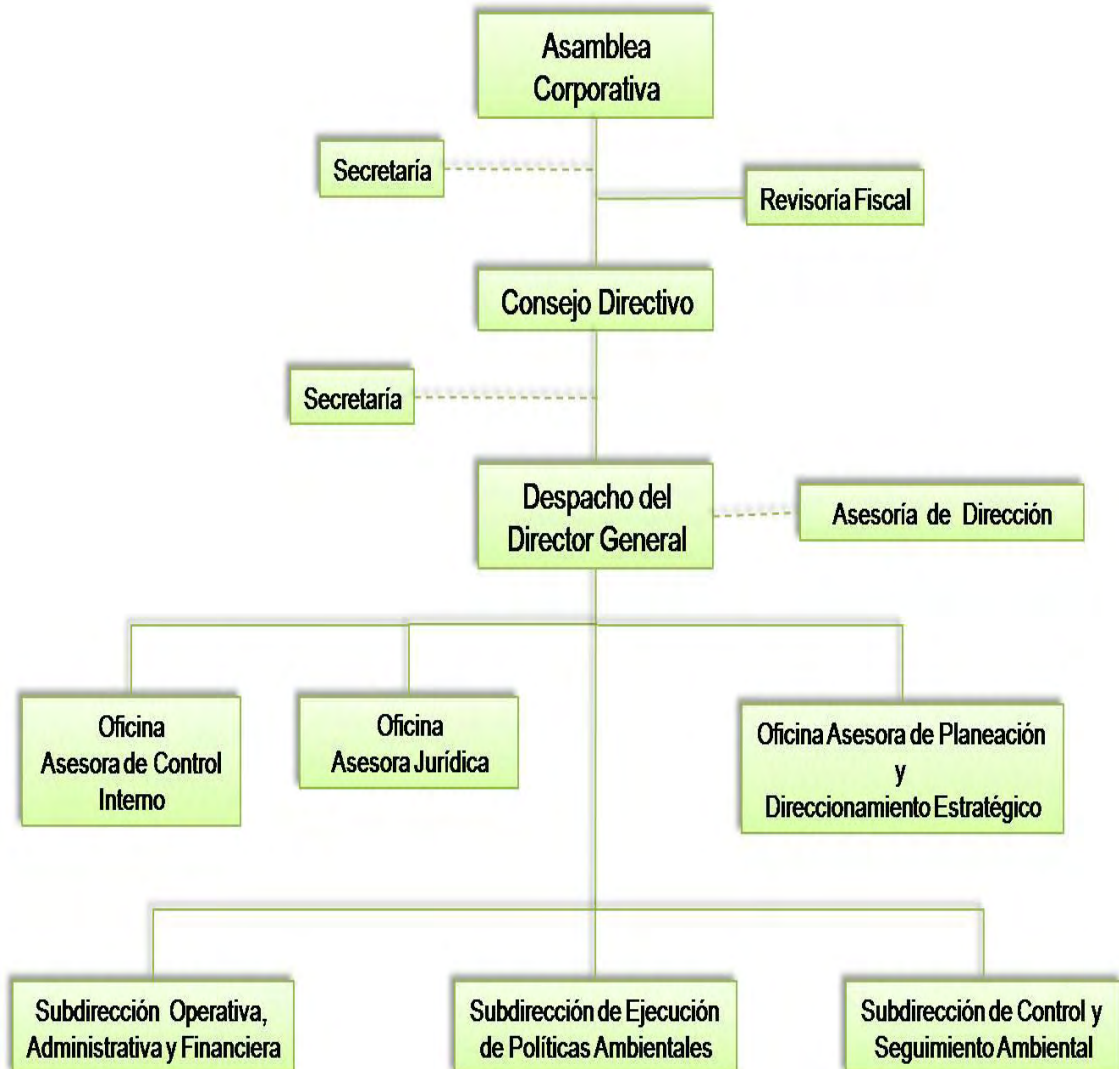 Asamblea
Corporativa
Secretaría
Revisoría Fiscal
Consejo Directivo
Secretaría
Despacho del
Director General
Asesoría de Dirección
Oficina
Asesora de Control
Interno
Oficina
Asesora Jurídica
Oficina Asesora de Planeación
y
Direccionamiento Estratégico
Subdirección Operativa,
Administrativa y Financiera
Subdirección de Ejecución
de Políticas Ambientales
Subdirección de Control y
Seguimiento Ambiental